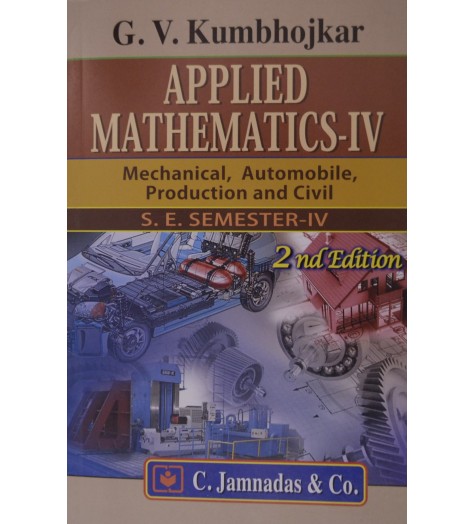 G. V. Kumbhojkar
APPLIED
MATHEMATICS-IV
Mechanical, Automobile,
Production and Civil
S. E. SEMESTER-IV
2nd Edition
C. Jamnadas & Co.